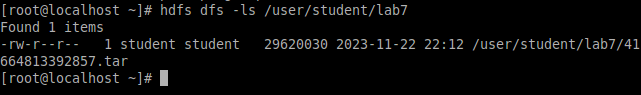 [root@localhost ~]# hdfs dfs -ls /user/student/lab7
Found 1 items
-rw-r--r--   1 student student   29620030 2023-11-22 22:12 /user/student/lab7/41
664813392857.tar
[root@localhost ~]#